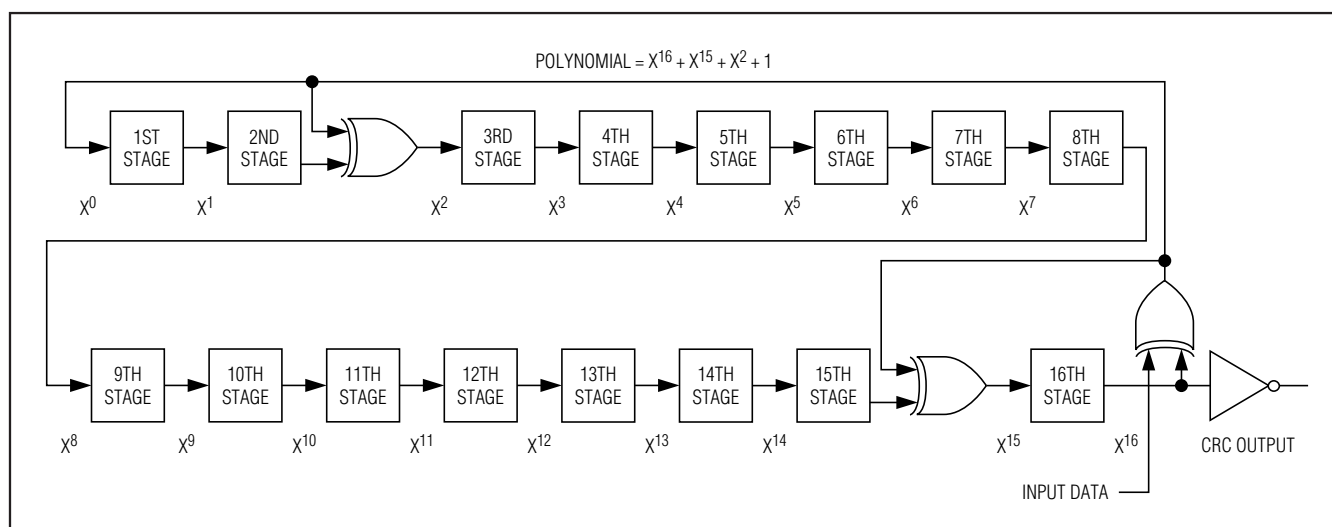 POLYNOMIAL = X¹⁶ + X¹⁵ + X² + 1
1ST
STAGE
2ND
STAGE
3RD
STAGE
4TH
STAGE
5TH
STAGE
6TH
STAGE
7TH
STAGE
8TH
STAGE
X⁰
X¹
X²
X³
X⁴
X⁵
X⁶
X⁷
9TH
STAGE
10TH
STAGE
11TH
STAGE
12TH
STAGE
13TH
STAGE
14TH
STAGE
15TH
STAGE
16TH
STAGE
X⁸
X⁹
X¹⁰
X¹¹
X¹²
X¹³
X¹⁴
X¹⁵
X¹⁶
CRC OUTPUT
INPUT DATA